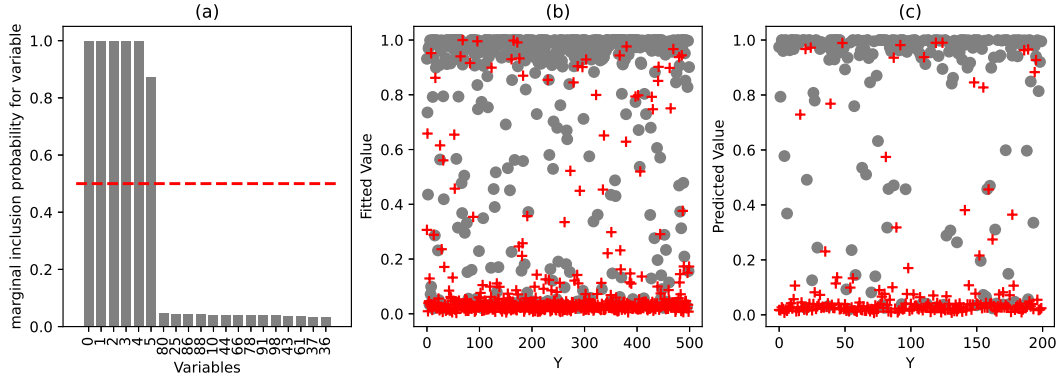 (a)
marginal inclusion probability for variable
1.0
0.8
0.6
0.4
0.2
0.0
0 1 2 3 4 5 80 25 86 88 10 44 66 78 91 98 43 61 37 36
Variables
(b)
Fitted Value
1.0
0.8
0.6
0.4
0.2
0.0
0 100 200 300 400 500
Y
(c)
Predicted Value
1.0
0.8
0.6
0.4
0.2
0.0
0 50 100 150 200
Y